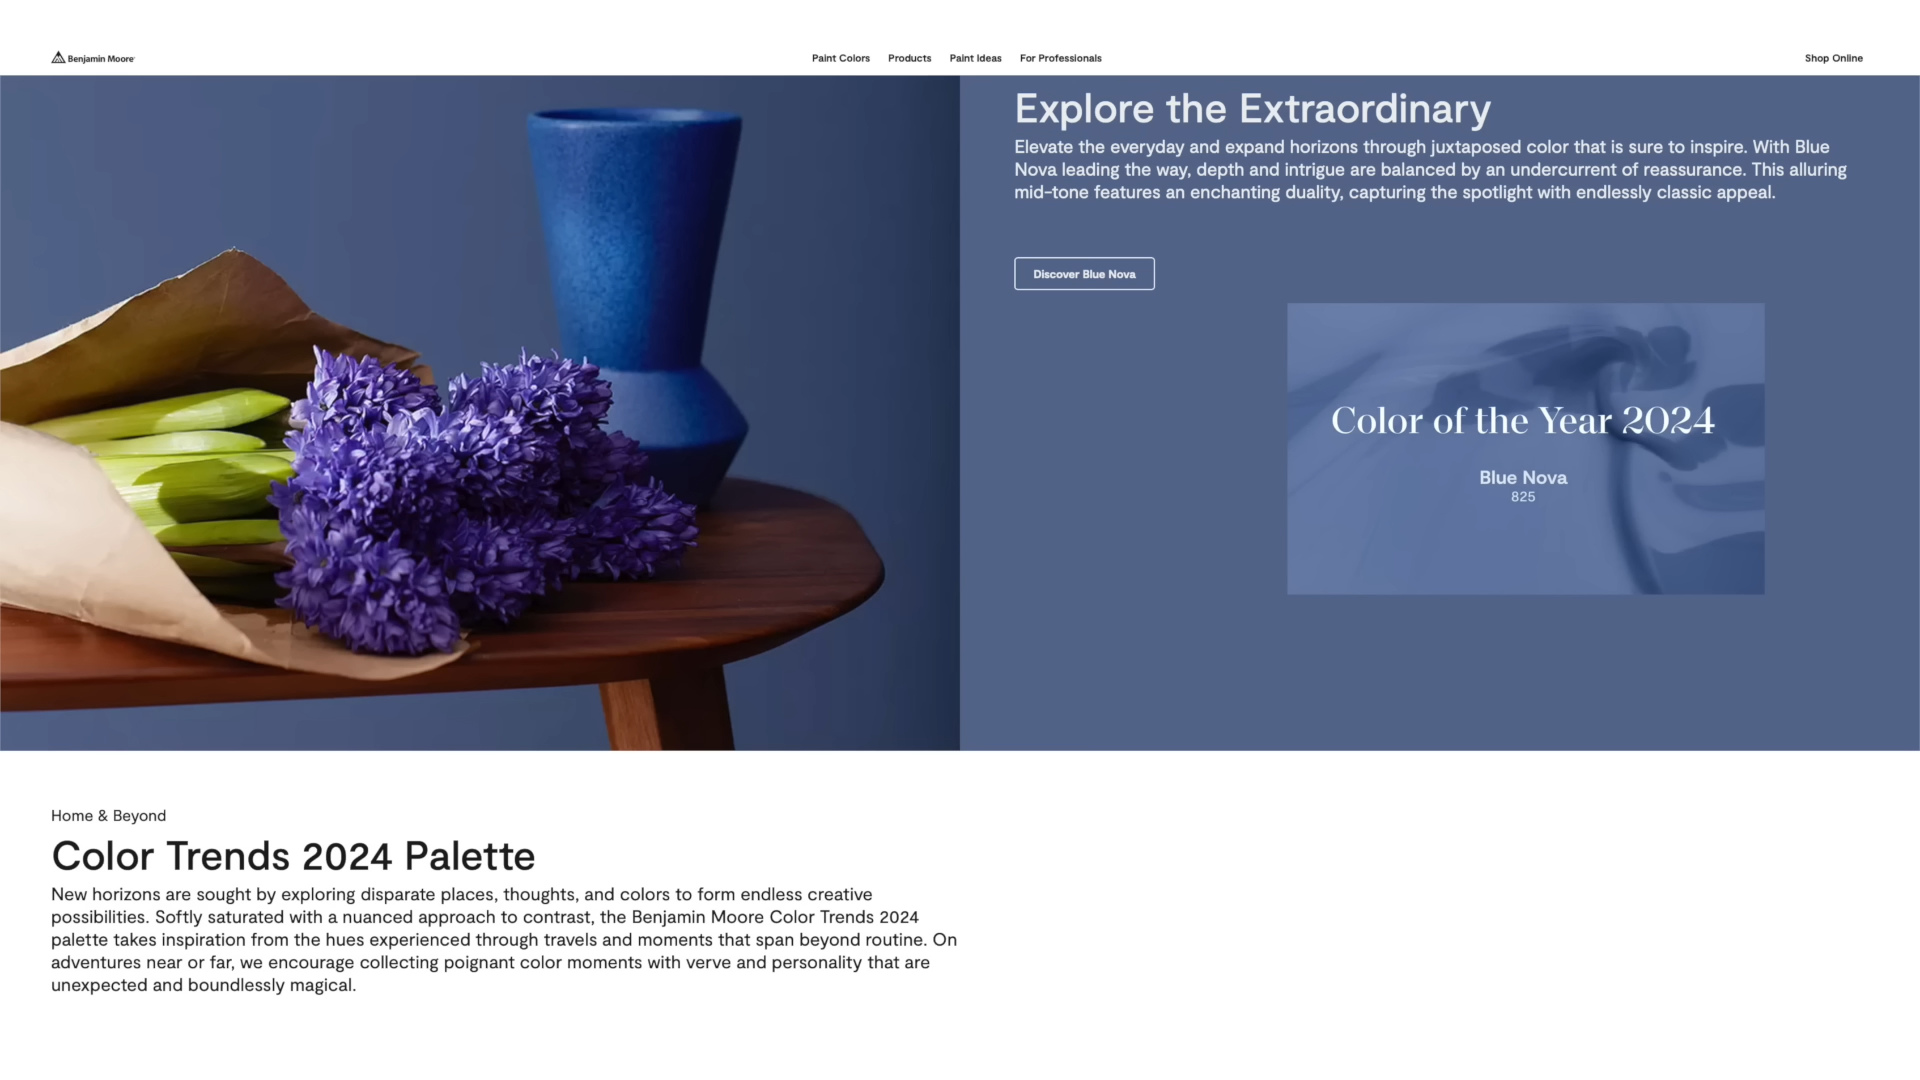 Benjamin Moore
Paint Colors
Products
Paint Ideas
For Professionals
Shop Online
Explore the Extraordinary
Elevate the everyday and expand horizons through juxtaposed color that is sure to inspire. With Blue
Nova leading the way, depth and intrigue are balanced by an undercurrent of reassurance. This alluring
mid-tone features an enchanting duality, capturing the spotlight with endlessly classic appeal.
Discover Blue Nova
Color of the Year 2024
Blue Nova
825
Home & Beyond
Color Trends 2024 Palette
New horizons are sought by exploring disparate places, thoughts, and colors to form endless creative
possibilities. Softly saturated with a nuanced approach to contrast, the Benjamin Moore Color Trends 2024
palette takes inspiration from the hues experienced through travels and moments that span beyond routine. On
adventures near or far, we encourage collecting poignant color moments with verve and personality that are
unexpected and boundlessly magical.